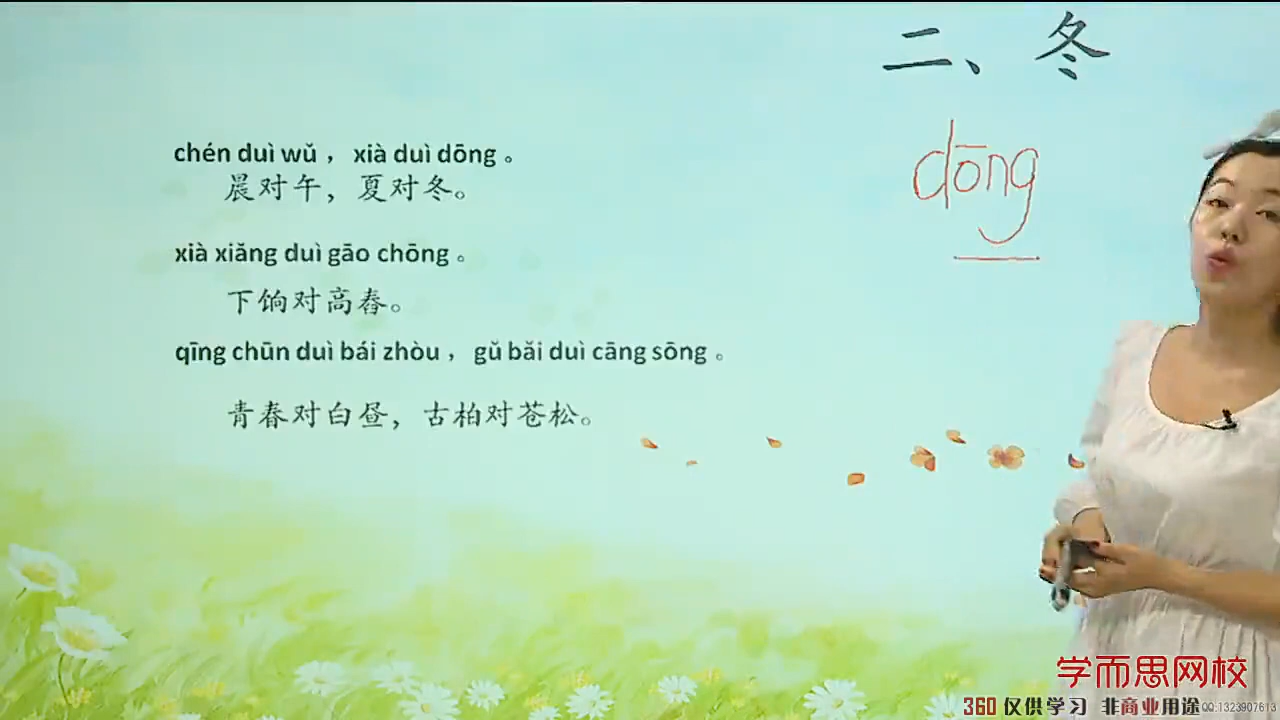 二、冬
dōng
chén duì wǔ ，xià duì dōng 。
晨对午，夏对冬。
xià xiǎng duì gāo chōng 。
下饷对高舂。
qīng chūn duì bái zhòu ，gǔ bǎi duì cāng sōng 。
青春对白昼，古柏对苍松。
学而思网校
360 仅供学习 非商业用途 QQ:1323907613